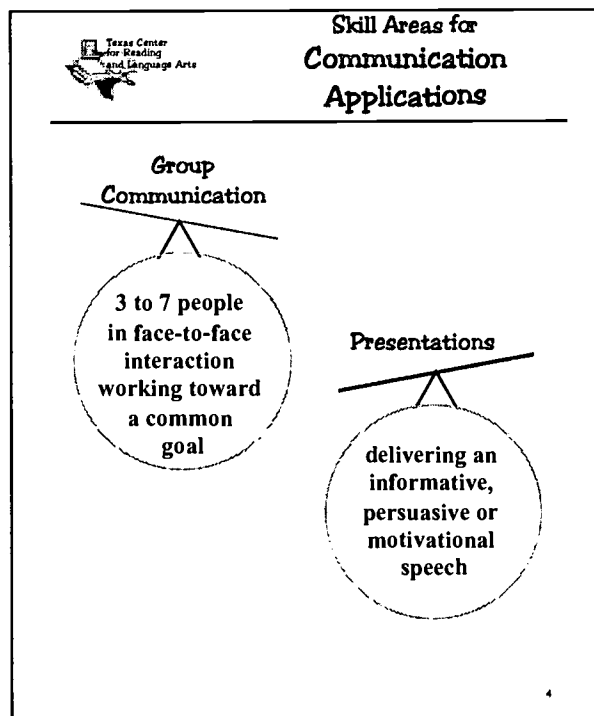 Texas Center
for Reading
and Language Arts
Skill Areas for
Communication
Applications
Group
Communication
3 to 7 people
in face-to-face
interaction
working toward
a common
goal
Presentations
delivering an
informative,
persuasive or
motivational
speech
4